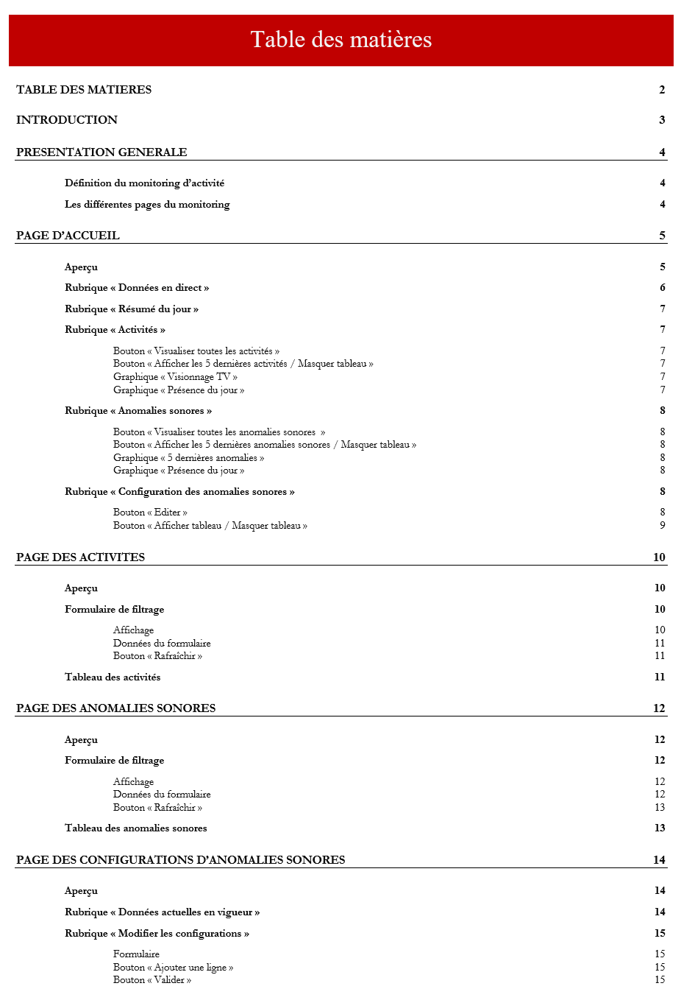 Table des matières
TABLE DES MATIERES 2
INTRODUCTION 3
PRESENTATION GENERALE 4
Définition du monitoring d’activité 4
Les différentes pages du monitoring 4
PAGE D’ACCUEIL 5
Aperçu 5
Rubrique « Données en direct » 6
Rubrique « Résumé du jour » 7
Rubrique « Activités » 7
Bouton « Visualiser toutes les activités » 7
Bouton « Afficher les 5 dernières activités / Masquer tableau » 7
Graphique « Visionnage TV » 7
Graphique « Présence du jour » 7
Rubrique « Anomalies sonores » 8
Bouton « Visualiser toutes les anomalies sonores  » 8
Bouton « Afficher les 5 dernières anomalies sonores / Masquer tableau » 8
Graphique « 5 dernières anomalies » 8
Graphique « Présence du jour » 8
Rubrique « Configuration des anomalies sonores » 8
Bouton « Editer » 8
Bouton « Afficher tableau / Masquer tableau » 9
PAGE DES ACTIVITES 10
Aperçu 10
Formulaire de filtrage 10
Affichage 10
Données du formulaire 11
Bouton « Rafraîchir » 11
Tableau des activités 11
PAGE DES ANOMALIES SONORES 12
Aperçu 12
Formulaire de filtrage 12
Affichage 12
Données du formulaire 12
Bouton « Rafraîchir » 13
Tableau des anomalies sonores 13
PAGE DES CONFIGURATIONS D’ANOMALIES SONORES 14
Aperçu 14
Rubrique « Données actuelles en vigueur » 14
Rubrique « Modifier les configurations » 15
Formulaire 15
Bouton « Ajouter une ligne » 15
Bouton « Valider » 15